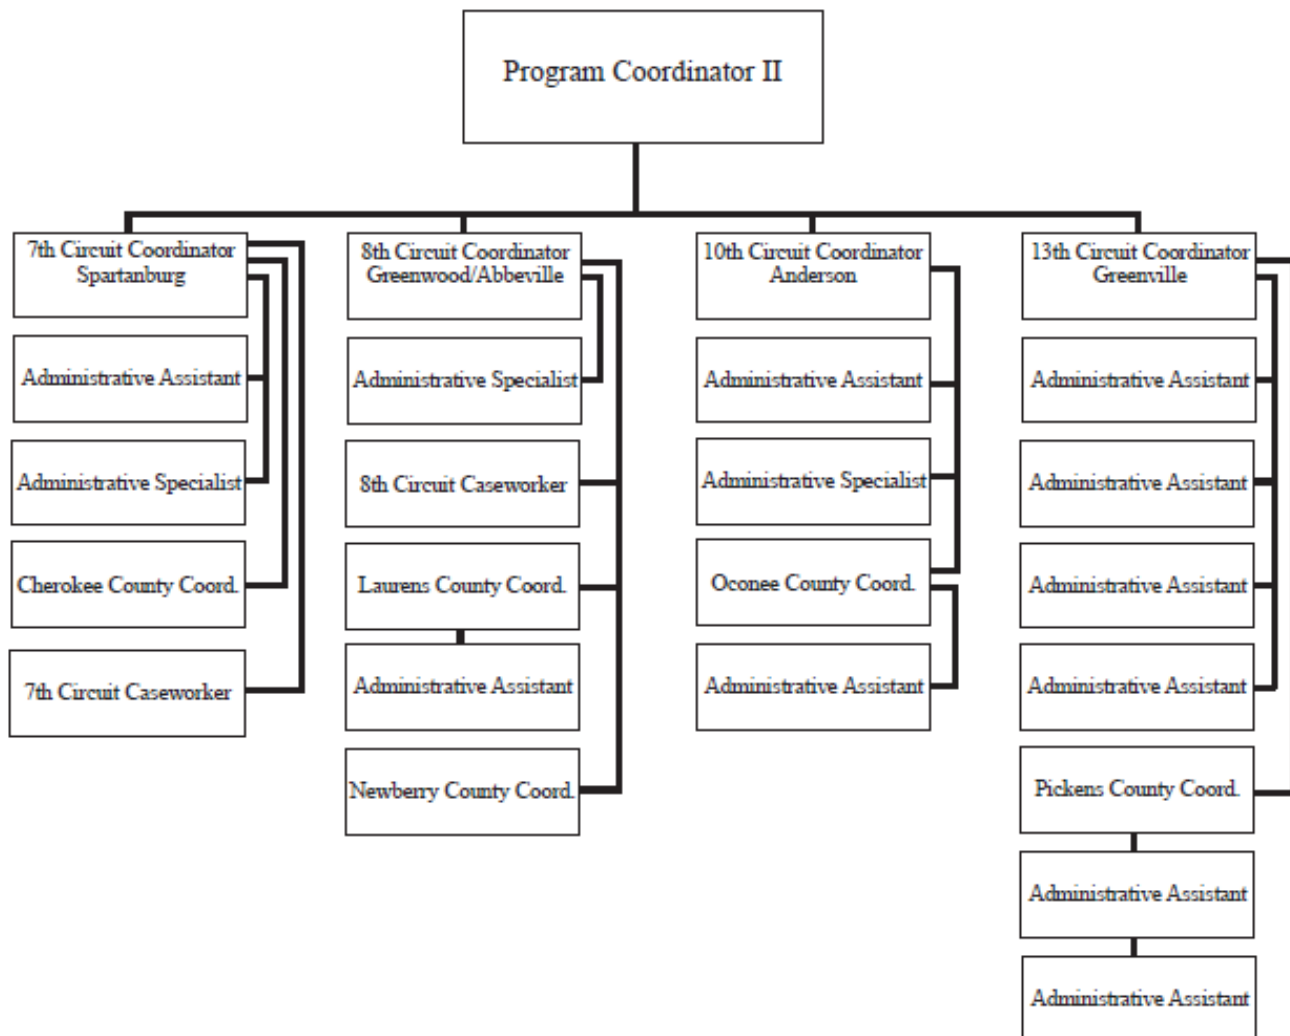 Program Coordinator II
7th Circuit Coordinator
Spartanburg
Administrative Assistant
Administrative Specialist
Cherokee County Coord.
7th Circuit Caseworker
8th Circuit Coordinator
Greenwood/Abbeville
Administrative Specialist
8th Circuit Caseworker
Laurens County Coord.
Administrative Assistant
Newberry County Coord.
10th Circuit Coordinator
Anderson
Administrative Assistant
Administrative Specialist
Oconee County Coord.
Administrative Assistant
13th Circuit Coordinator
Greenville
Administrative Assistant
Administrative Assistant
Administrative Assistant
Administrative Assistant
Pickens County Coord.
Administrative Assistant
Administrative Assistant